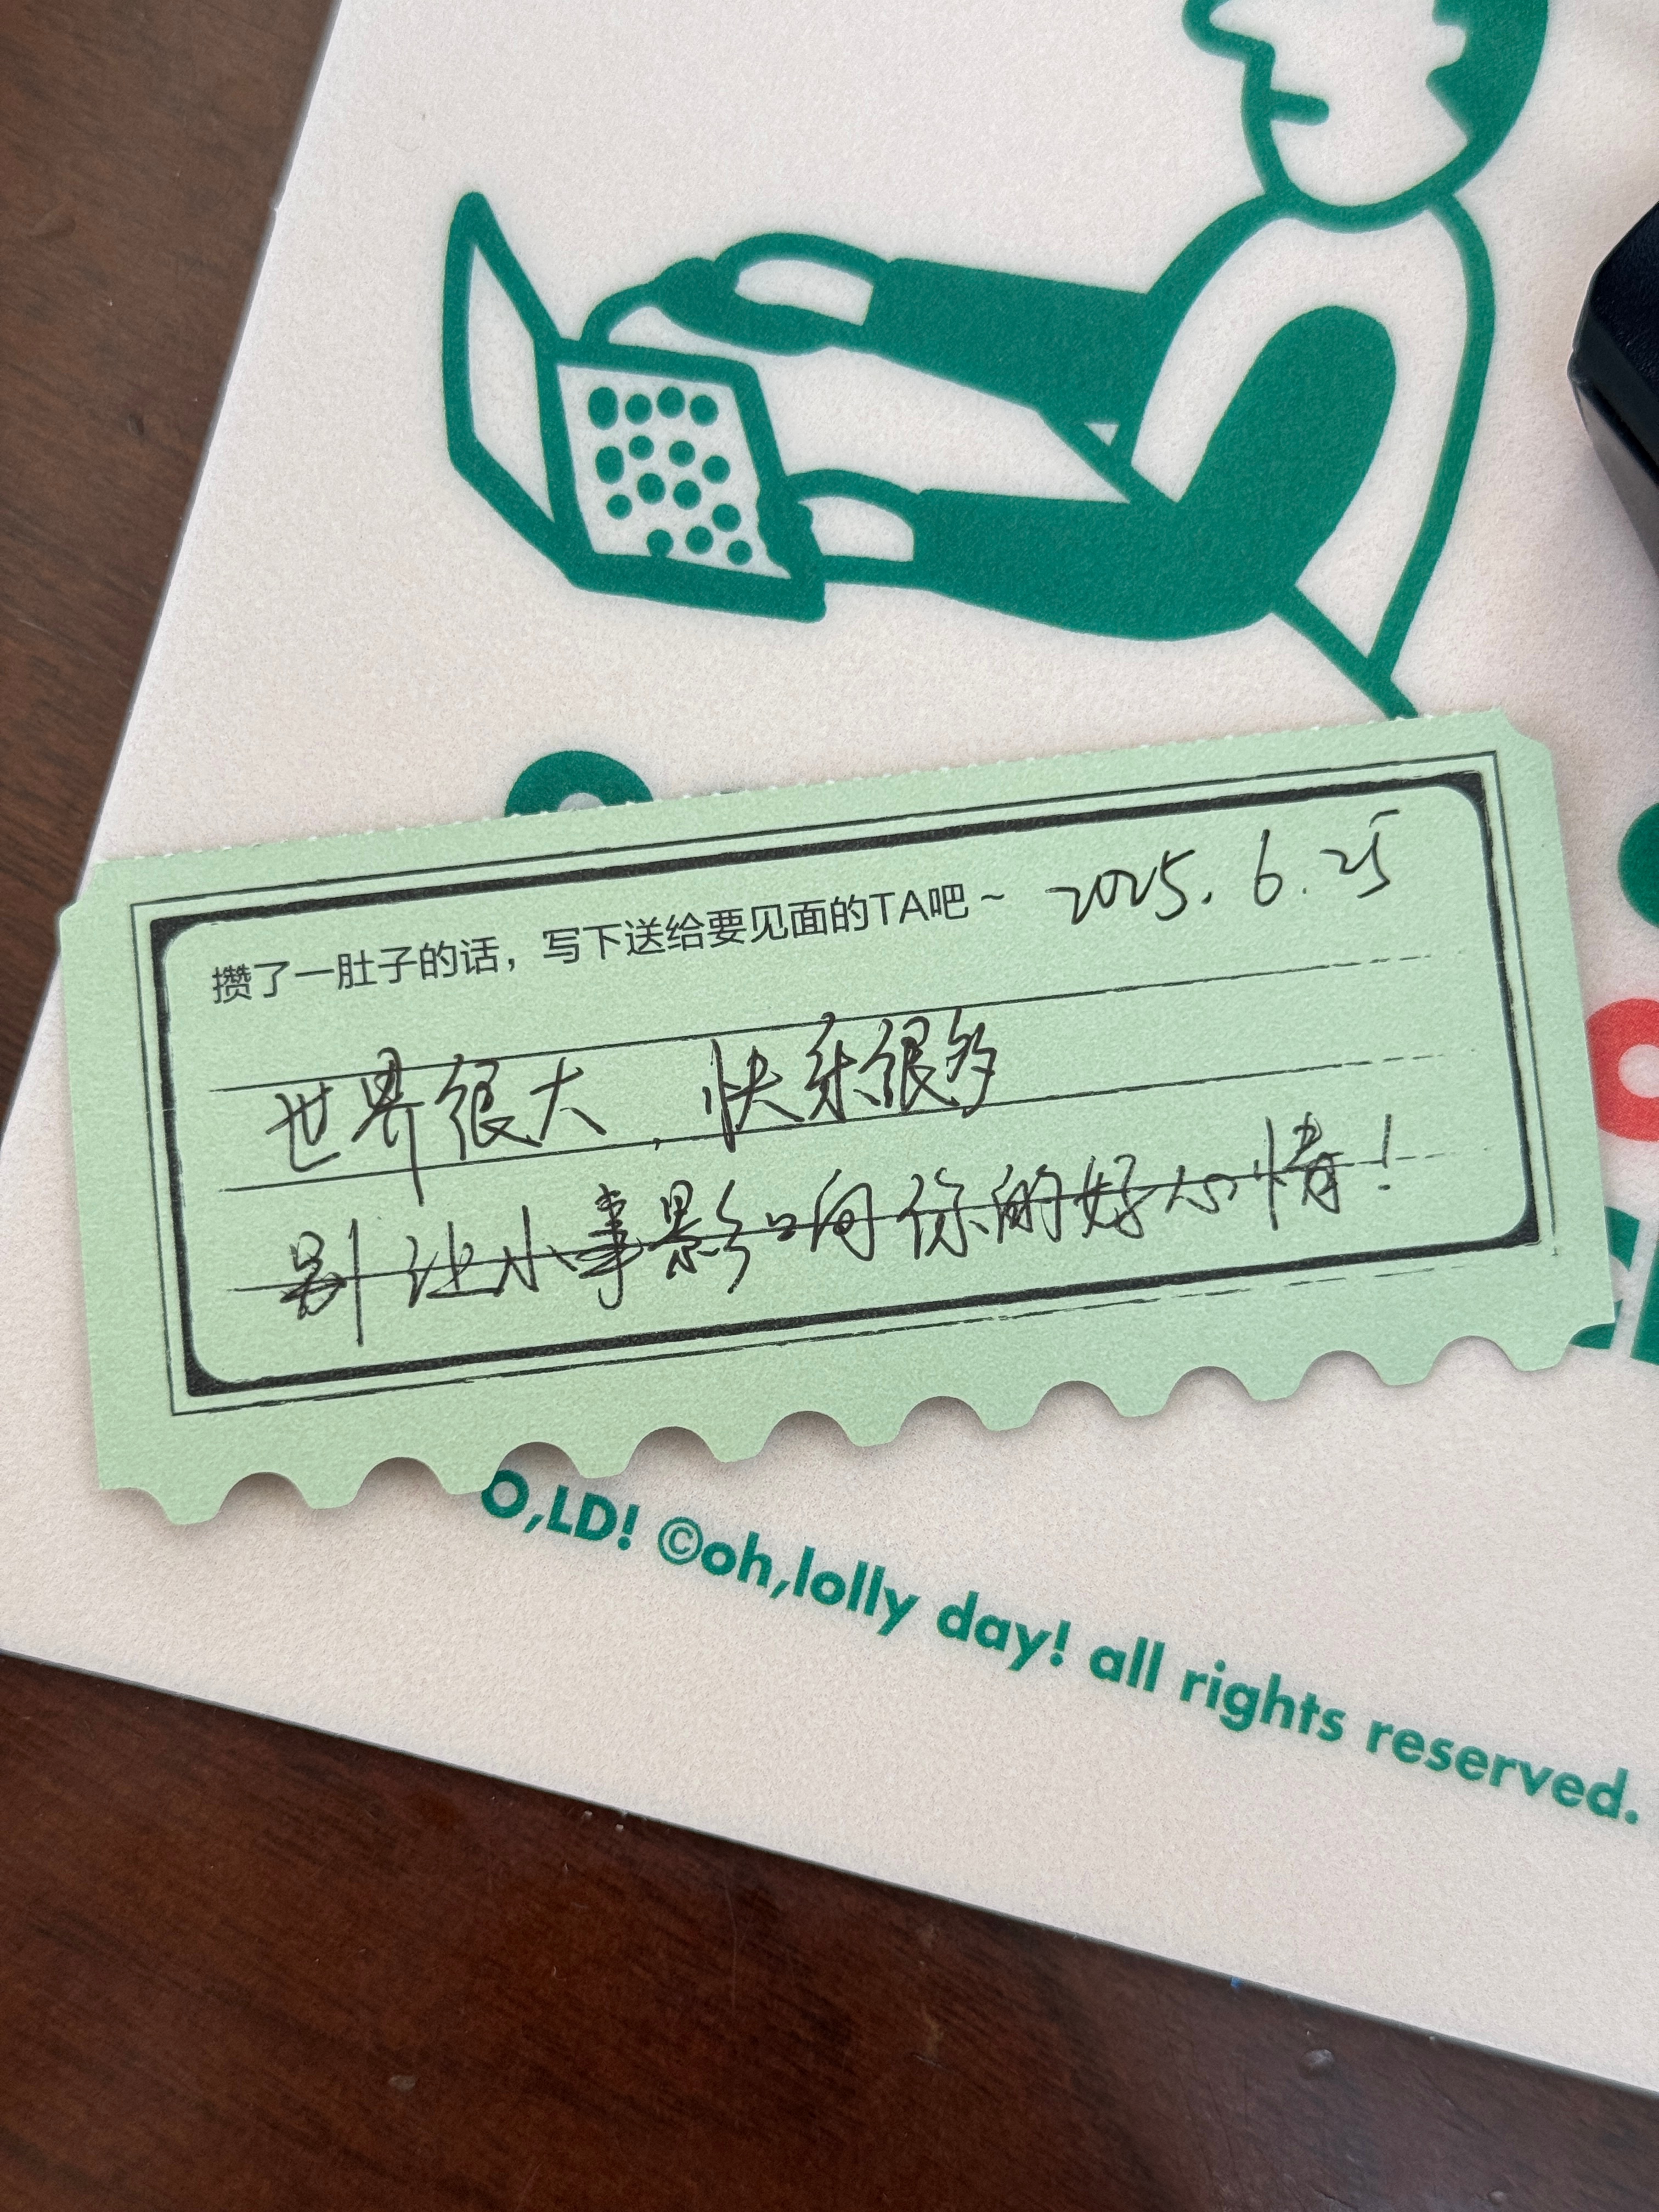 攒了一肚子的话，写下送给要见面的TA吧~ 2025.6.25
世界很大，快乐很多
别让小事影响你的好心情！
O,LD! ©oh,lolly day! all rights reserved.